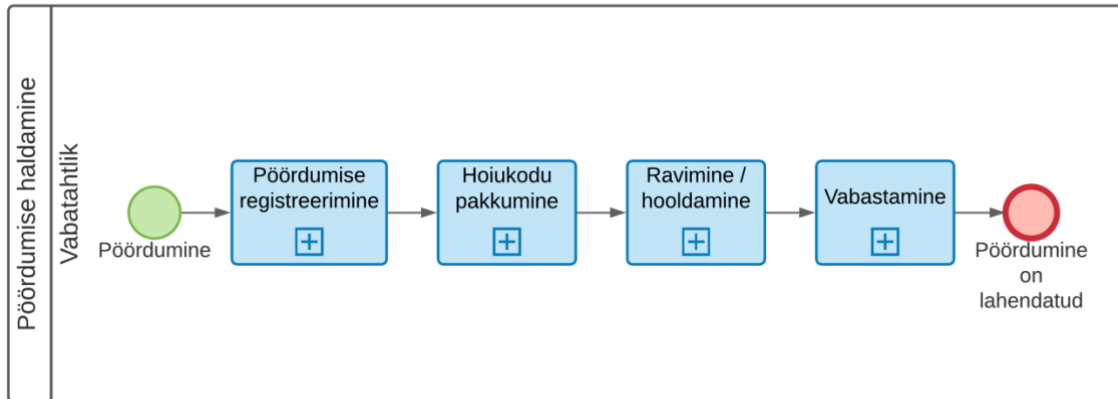 Pöördumise haldamine
Vabatahtlik
Pöördumine
Pöördumise
registreerimine
Hoiukodu
pakkumine
Ravimine /
hooldamine
Vabastamine
Pöördumine
on
lahendatud